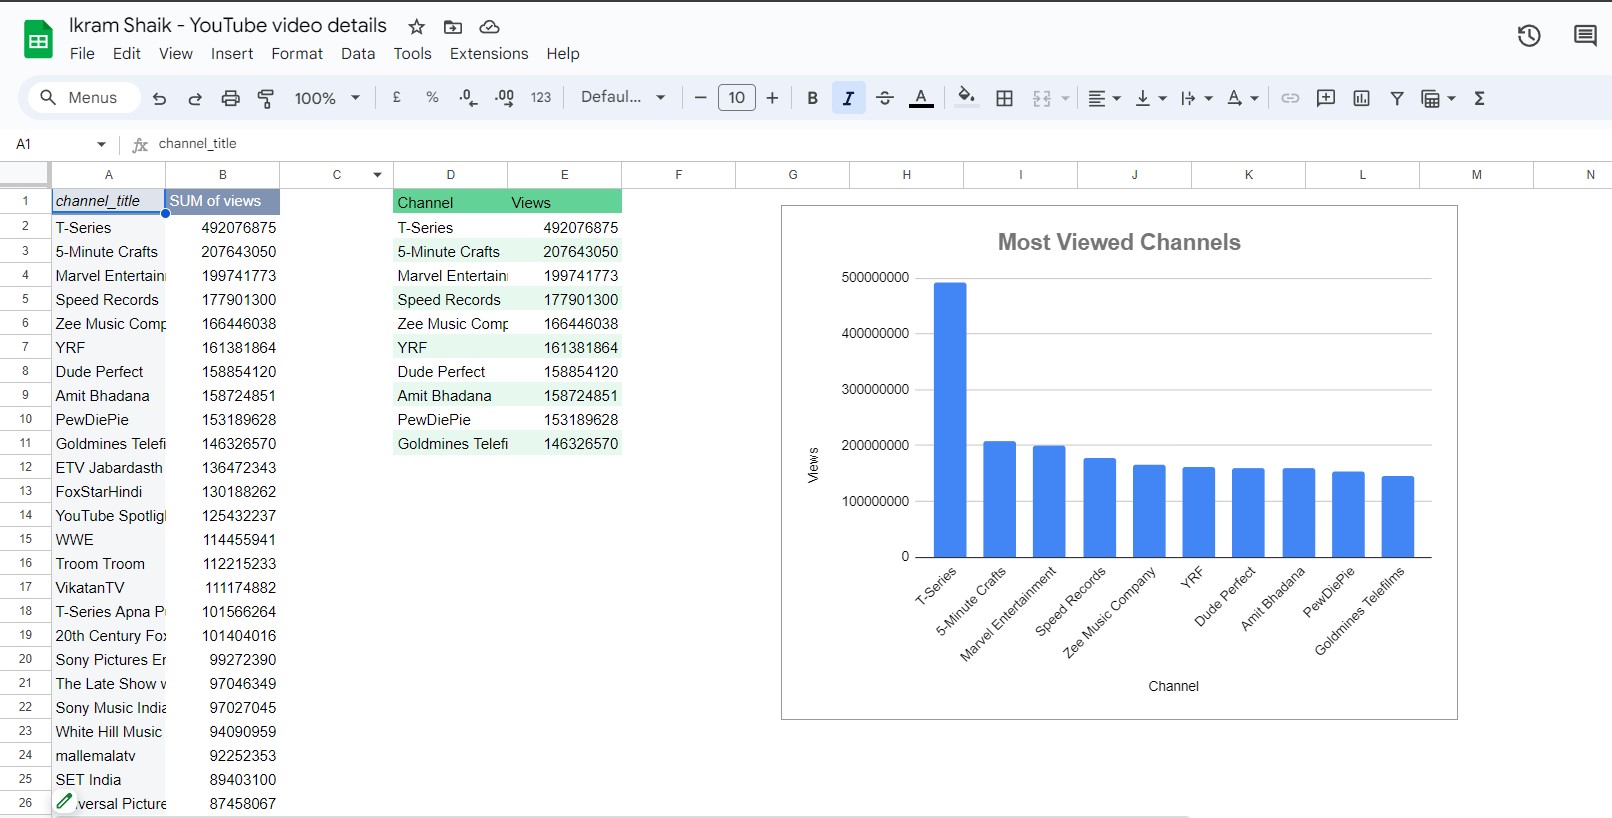 Ikram Shaik - YouTube video details
File Edit View Insert Format Data Tools Extensions Help
Menus 100% £ % .0 .00 123 Defaul... − 10 + B I S A Σ
A1 fx channel_title
A B C D E F G H I J K L M N
1 channel_title SUM of views Channel Views
2 T-Series 492076875 T-Series 492076875
3 5-Minute Crafts 207643050 5-Minute Crafts 207643050
4 Marvel Entertain 199741773 Marvel Entertain 199741773
5 Speed Records 177901300 Speed Records 177901300
6 Zee Music Comp 166446038 Zee Music Comp 166446038
7 YRF 161381864 YRF 161381864
8 Dude Perfect 158854120 Dude Perfect 158854120
9 Amit Bhadana 158724851 Amit Bhadana 158724851
10 PewDiePie 153189628 PewDiePie 153189628
11 Goldmines Telefi 146326570 Goldmines Telefi 146326570
12 ETV Jabardasth 136472343
13 FoxStarHindi 130188262
14 YouTube Spotlig 125432237
15 WWE 114455941
16 Troom Troom 112215233
17 VikatanTV 111174882
18 T-Series Apna P 101566264
19 20th Century Fo 101404016
20 Sony Pictures E 99272390
21 The Late Show 97046349
22 Sony Music India 97027045
23 White Hill Music 94090959
24 mallemalatv 92252353
25 SET India 89403100
26 versal Picture 87458067
Most Viewed Channels
500000000
400000000
300000000
200000000
100000000
0
Views
T-Series
5-Minute Crafts
Marvel Entertainment
Speed Records
Zee Music Company
YRF
Dude Perfect
Amit Bhadana
PewDiePie
Goldmines Telefilms
Channel